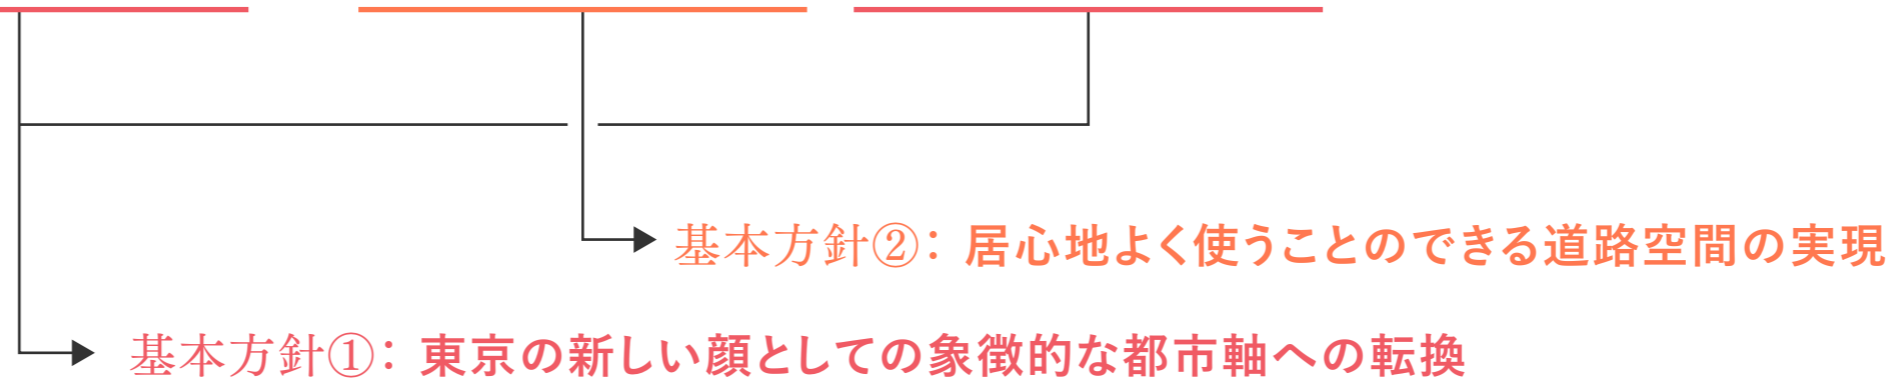 基本方針②：居心地よく使うことのできる道路空間の実現
基本方針①：東京の新しい顔としての象徴的な都市軸への転換